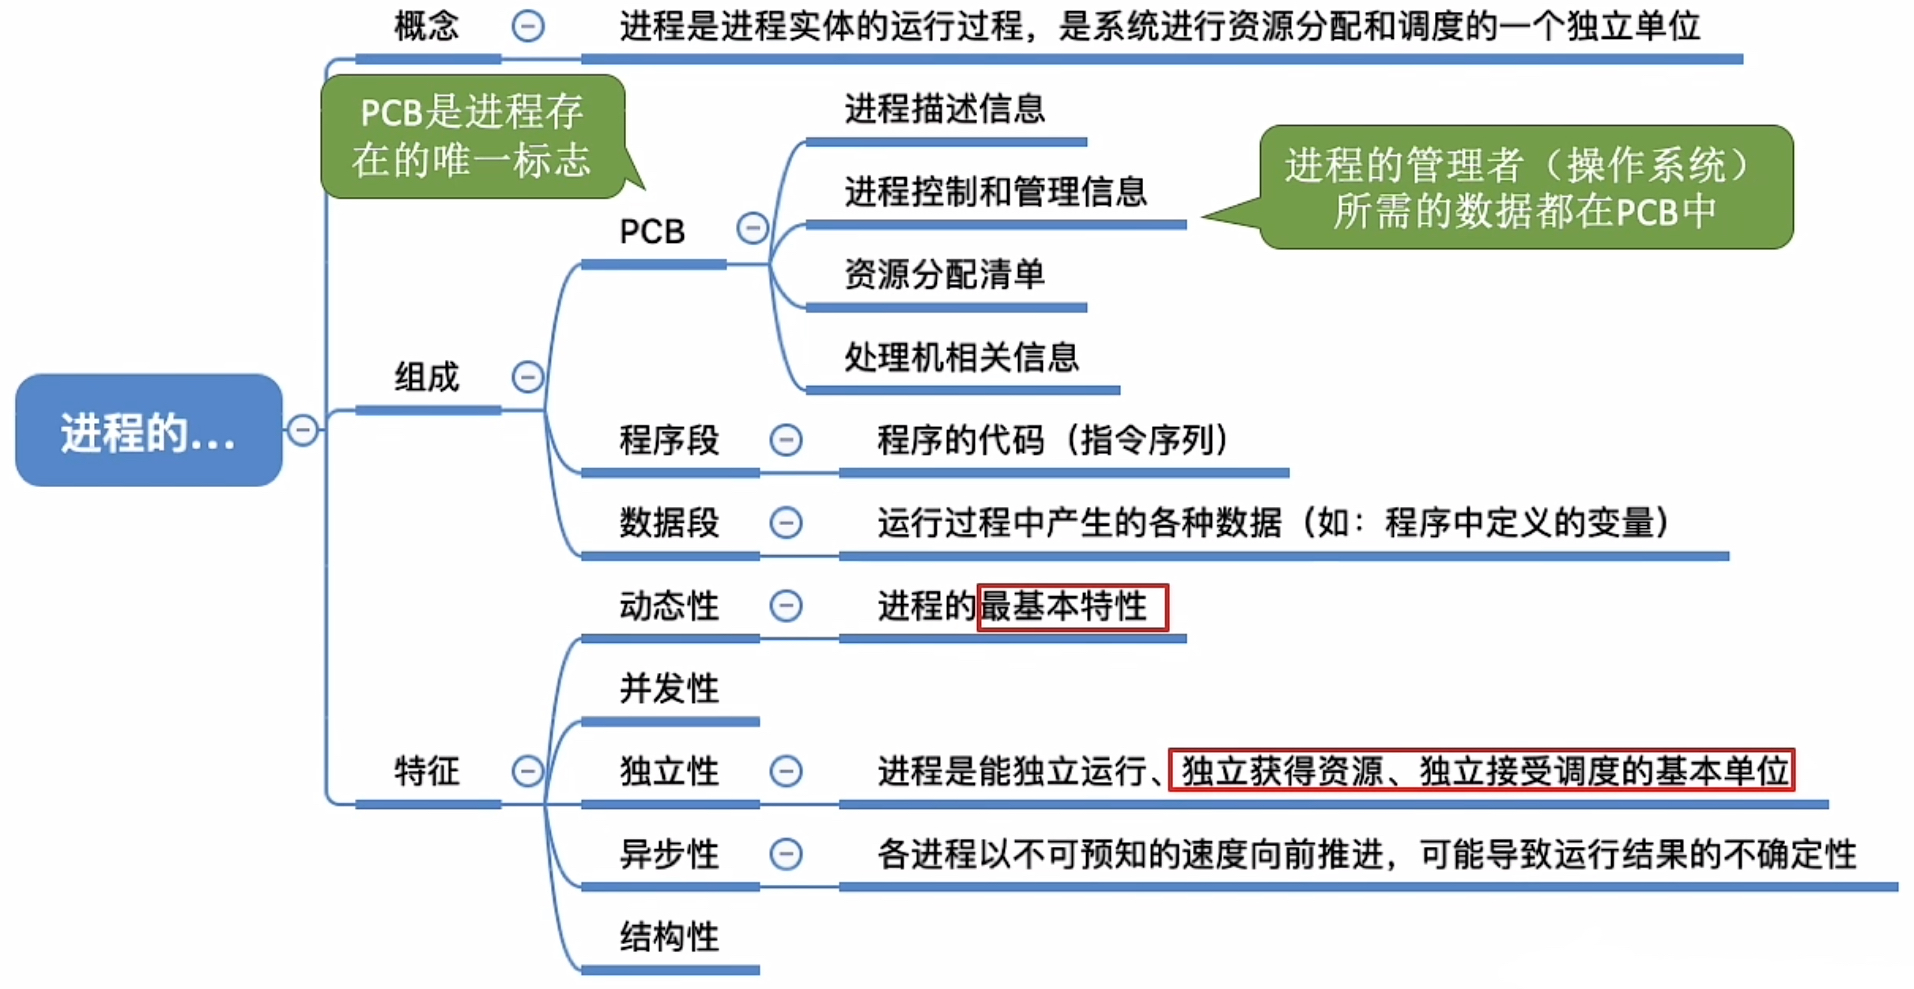 概念
进程是进程实体的运行过程，是系统进行资源分配和调度的一个独立单位
PCB是进程存
在的唯一标志
进程描述信息
进程控制和管理信息
进程的管理者（操作系统）
所需的数据都在PCB中
PCB
资源分配清单
处理机相关信息
组成
进程的...
程序段
程序的代码（指令序列）
数据段
运行过程中产生的各种数据（如：程序中定义的变量）
动态性
进程的最基本特性
并发性
特征
独立性
进程是能独立运行、独立获得资源、独立接受调度的基本单位
异步性
各进程以不可预知的速度向前推进，可能导致运行结果的不确定性
结构性